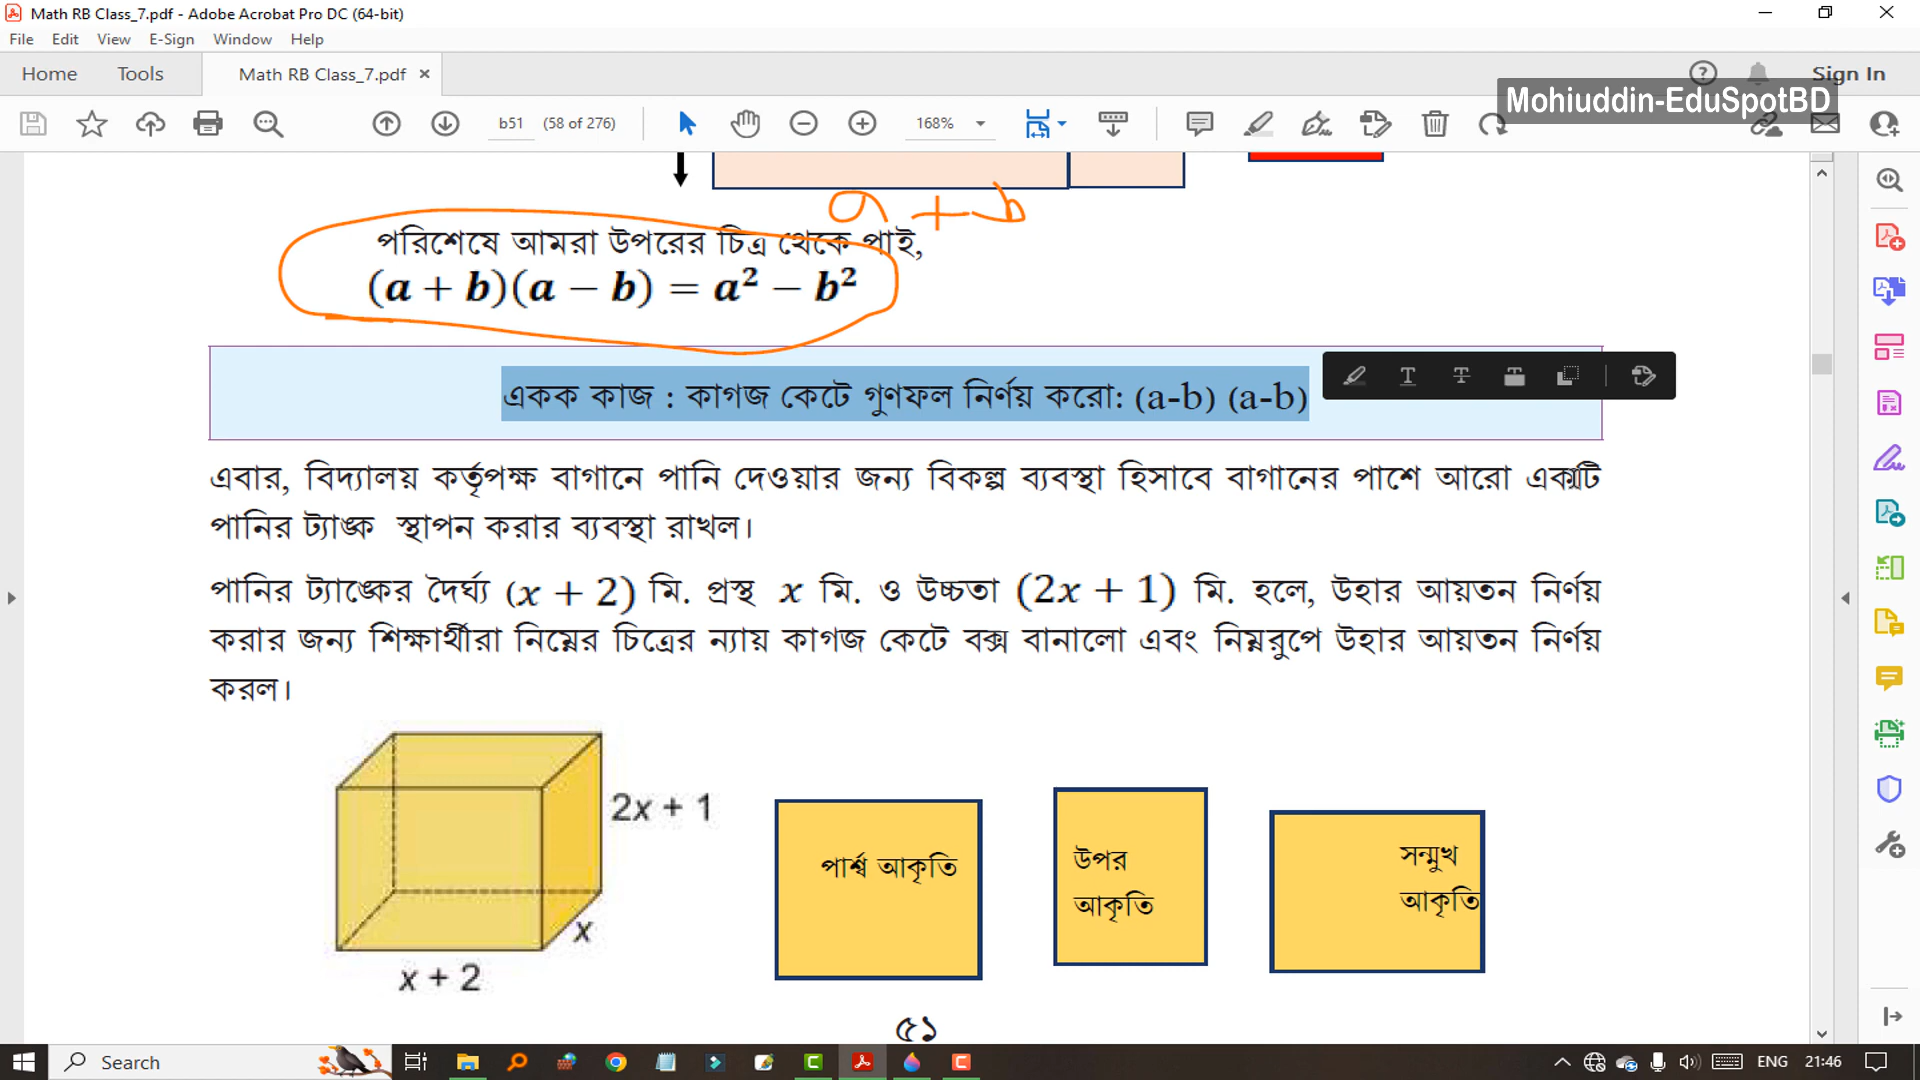 Math RB Class_7.pdf - Adobe Acrobat Pro DC (64-bit)
File Edit View E-Sign Window Help
Home Tools Math RB Class_7.pdf × Sign In
Mohiuddin-EduSpotBD
b51 (58 of 276) 168%
a + b
পরিশেষে আমরা উপরের চিত্র থেকে পাই,
(a + b)(a − b) = a² − b²
একক কাজ : কাগজ কেটে গুণফল নির্ণয় করো: (a-b) (a-b)
এবার, বিদ্যালয় কর্তৃপক্ষ বাগানে পানি দেওয়ার জন্য বিকল্প ব্যবস্থা হিসাবে বাগানের পাশে আরো একটি
পানির ট্যাঙ্ক স্থাপন করার ব্যবস্থা রাখল।
পানির ট্যাঙ্কের দৈর্ঘ্য (x + 2) মি. প্রস্থ x মি. ও উচ্চতা (2x + 1) মি. হলে, উহার আয়তন নির্ণয়
করার জন্য শিক্ষার্থীরা নিম্নের চিত্রের ন্যায় কাগজ কেটে বক্স বানালো এবং নিম্নরুপে উহার আয়তন নির্ণয়
করল।
2x + 1
x
x + 2
পার্শ্ব আকৃতি
উপর
আকৃতি
সন্মুখ
আকৃতি
৫১
Search
ENG 21:46